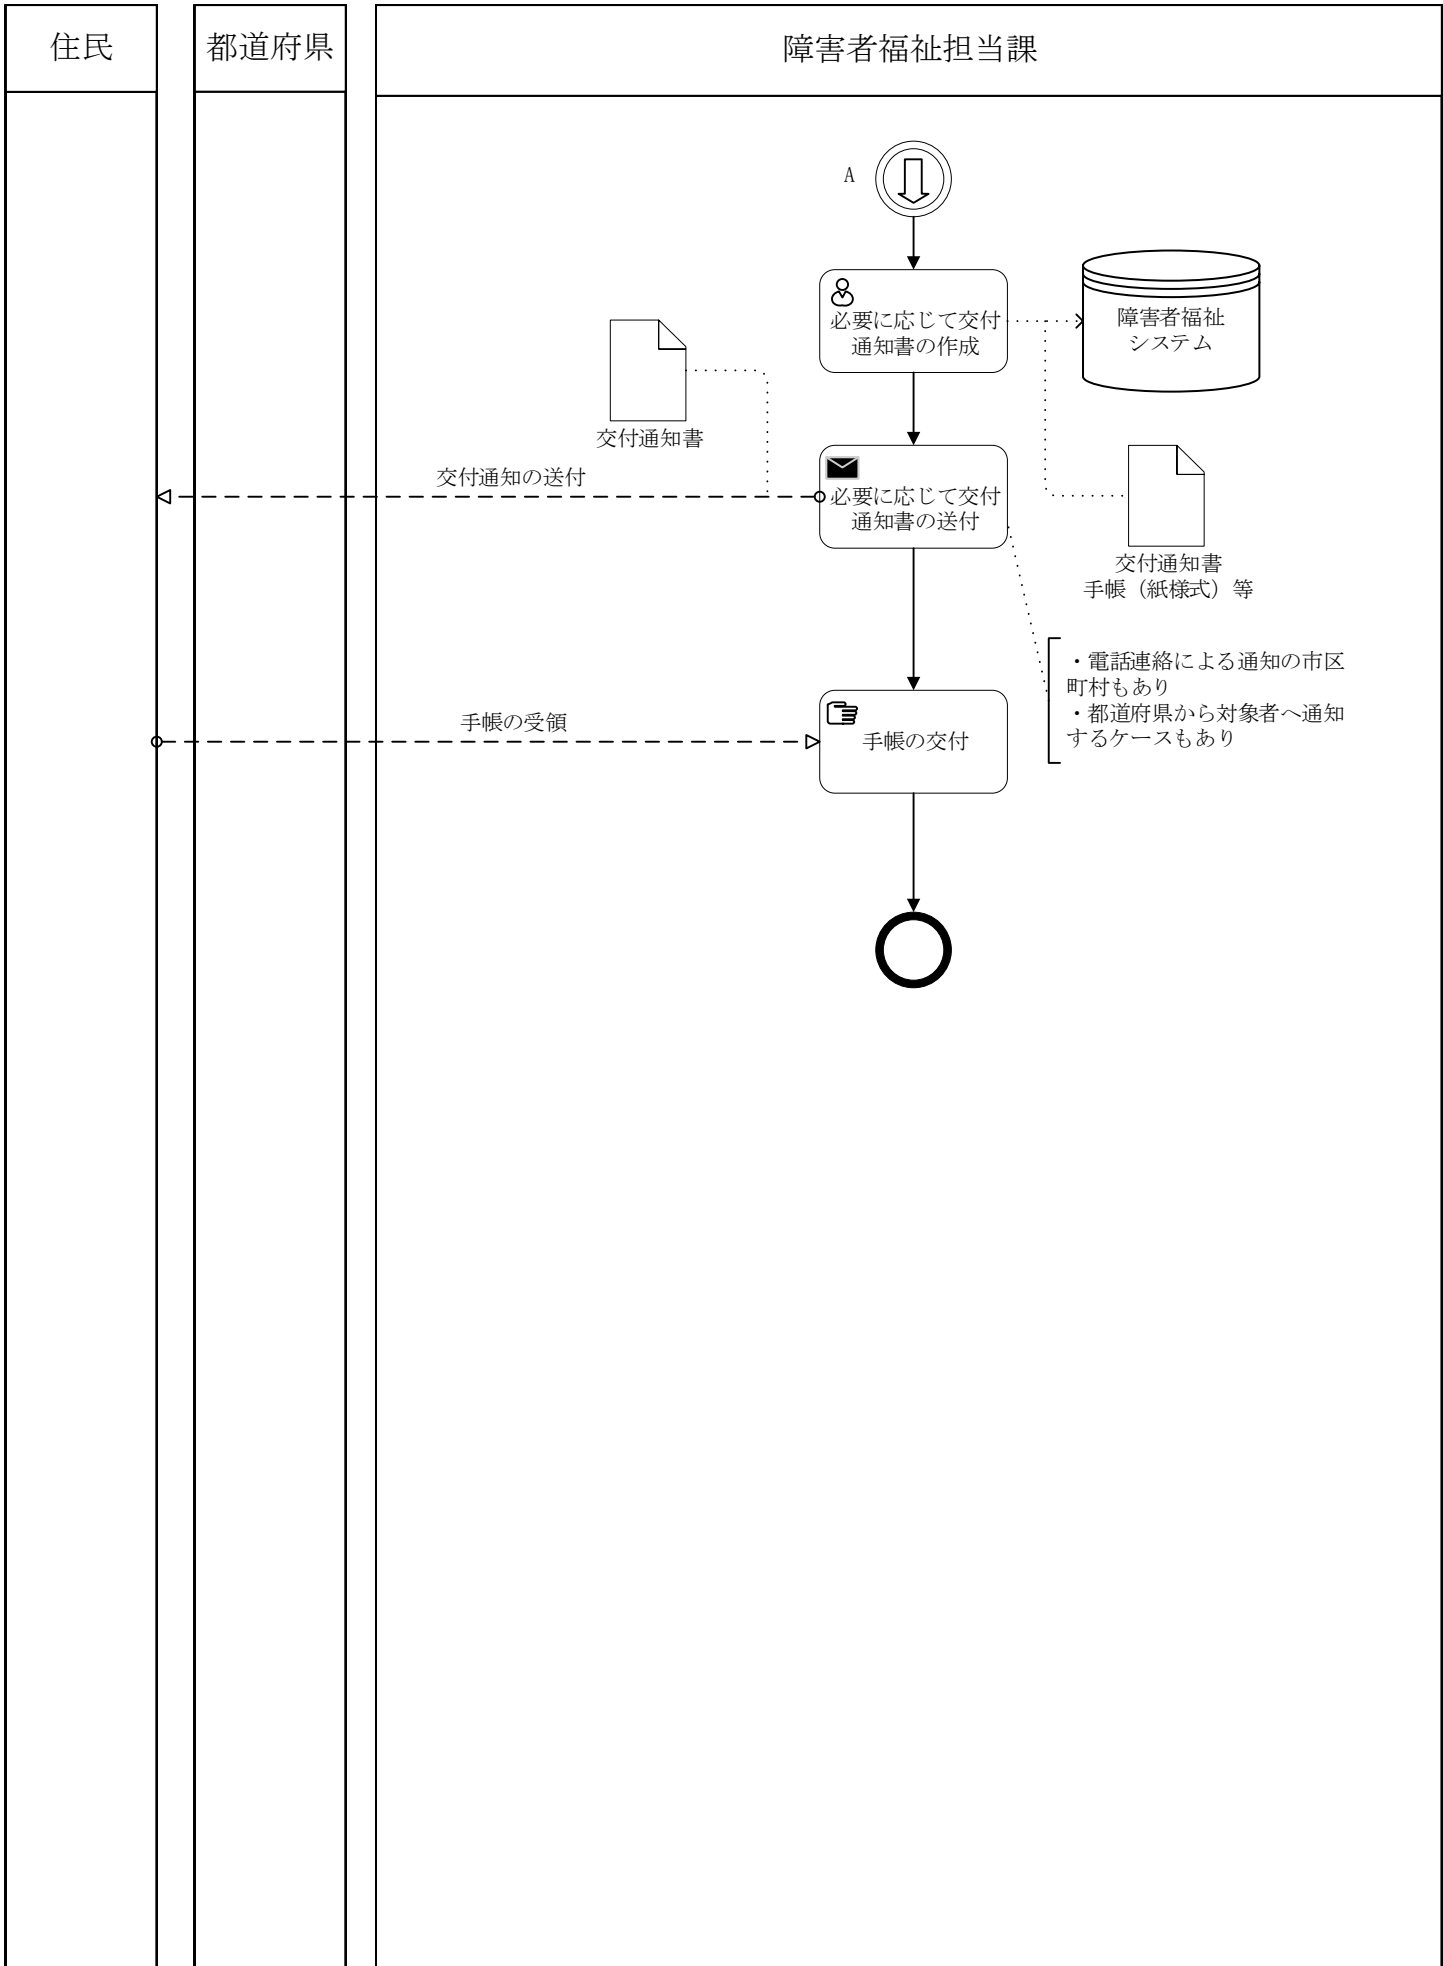 住民
都道府県
障害者福祉担当課
A
必要に応じて交付
通知書の作成
障害者福祉
システム
交付通知書
交付通知の送付
必要に応じて交付
通知書の送付
交付通知書
手帳（紙様式）等
・電話連絡による通知の市区
町村もあり
・都道府県から対象者へ通知
するケースもあり
手帳の受領
手帳の交付